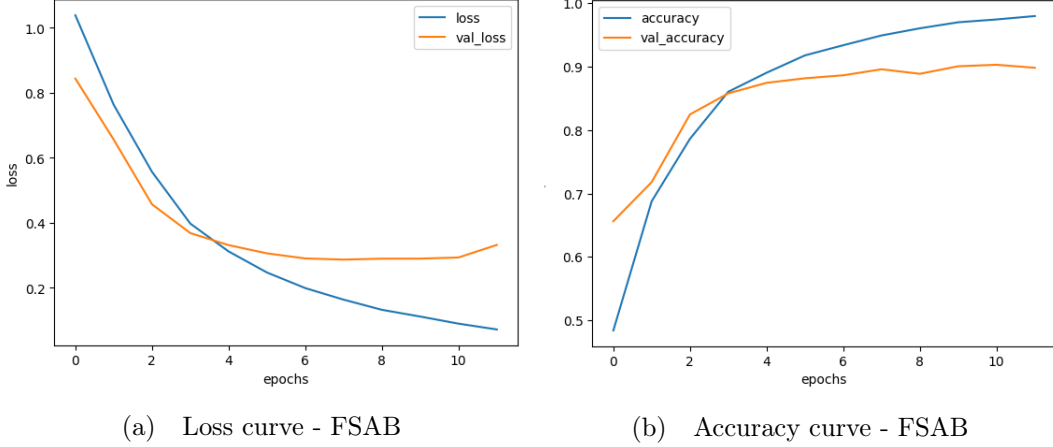 loss
val_loss
1.0
0.8
0.6
0.4
0.2
loss
0 2 4 6 8 10
epochs
(a) Loss curve - FSAB
accuracy
val_accuracy
1.0
0.9
0.8
0.7
0.6
0.5
0 2 4 6 8 10
epochs
(b) Accuracy curve - FSAB